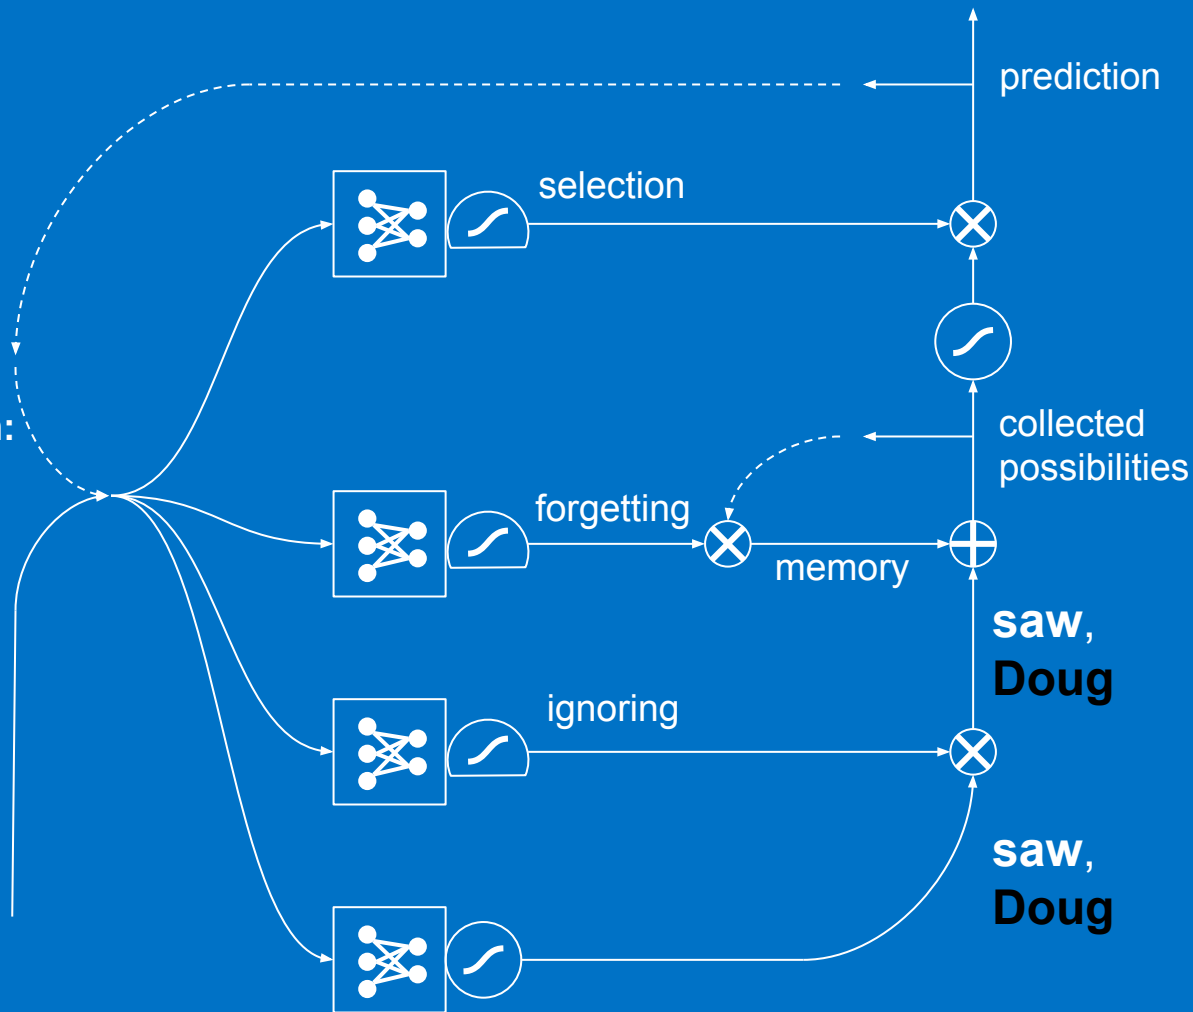 prediction
selection
collected
possibilities
forgetting
memory
saw,
Doug
ignoring
saw,
Doug